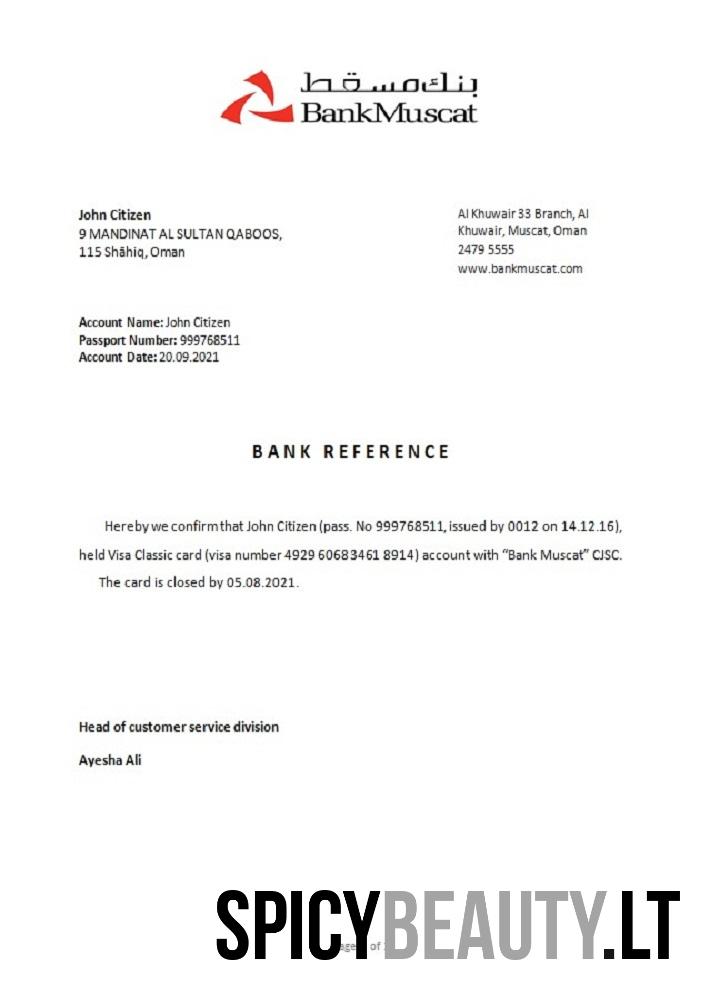 بنك مسقط
BankMuscat
John Citizen
9 MANDINAT AL SULTAN QABOOS,
115 Shāhiq, Oman
Al Khuwair 33 Branch, Al
Khuwair, Muscat, Oman
2479 5555
www.bankmuscat.com
Account Name: John Citizen
Passport Number: 999768511
Account Date: 20.09.2021
BANK REFERENCE
Hereby we confirm that John Citizen (pass. No 999768511, issued by 0012 on 14.12.16),
held Visa Classic card (visa number 4929 6068 3461 8914) account with “Bank Muscat” CJSC.
The card is closed by 05.08.2021.
Head of customer service division
Ayesha Ali
SPICYBEAUTY.LT
of